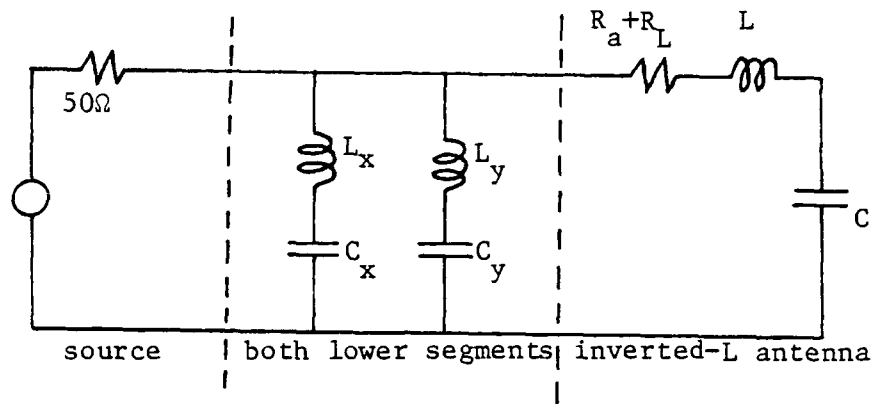 R_a+R_L
L
50Ω
L_x
L_y
C
C_x
C_y
source
both lower segments
inverted-L antenna